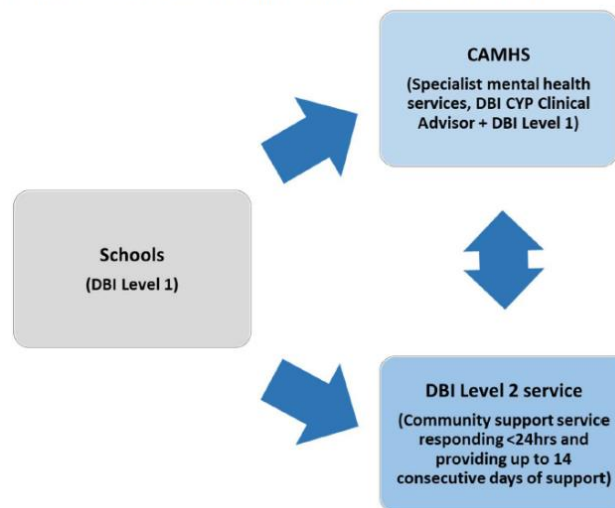 CAMHS
(Specialist mental health
services, DBI CYP Clinical
Advisor + DBI Level 1)
Schools
(DBI Level 1)
DBI Level 2 service
(Community support service
responding <24hrs and
providing up to 14
consecutive days of support)